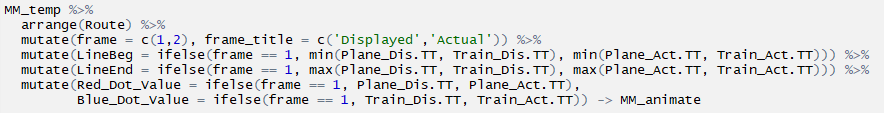 MM_temp %>%
  arrange(Route) %>%
  mutate(frame = c(1,2), frame_title = c('Displayed','Actual')) %>%
  mutate(LineBeg = ifelse(frame == 1, min(Plane_Dis.TT, Train_Dis.TT), min(Plane_Act.TT, Train_Act.TT))) %>%
  mutate(LineEnd = ifelse(frame == 1, max(Plane_Dis.TT, Train_Dis.TT), max(Plane_Act.TT, Train_Act.TT))) %>%
  mutate(Red_Dot_Value = ifelse(frame == 1, Plane_Dis.TT, Plane_Act.TT),
         Blue_Dot_Value = ifelse(frame == 1, Train_Dis.TT, Train_Act.TT)) -> MM_animate